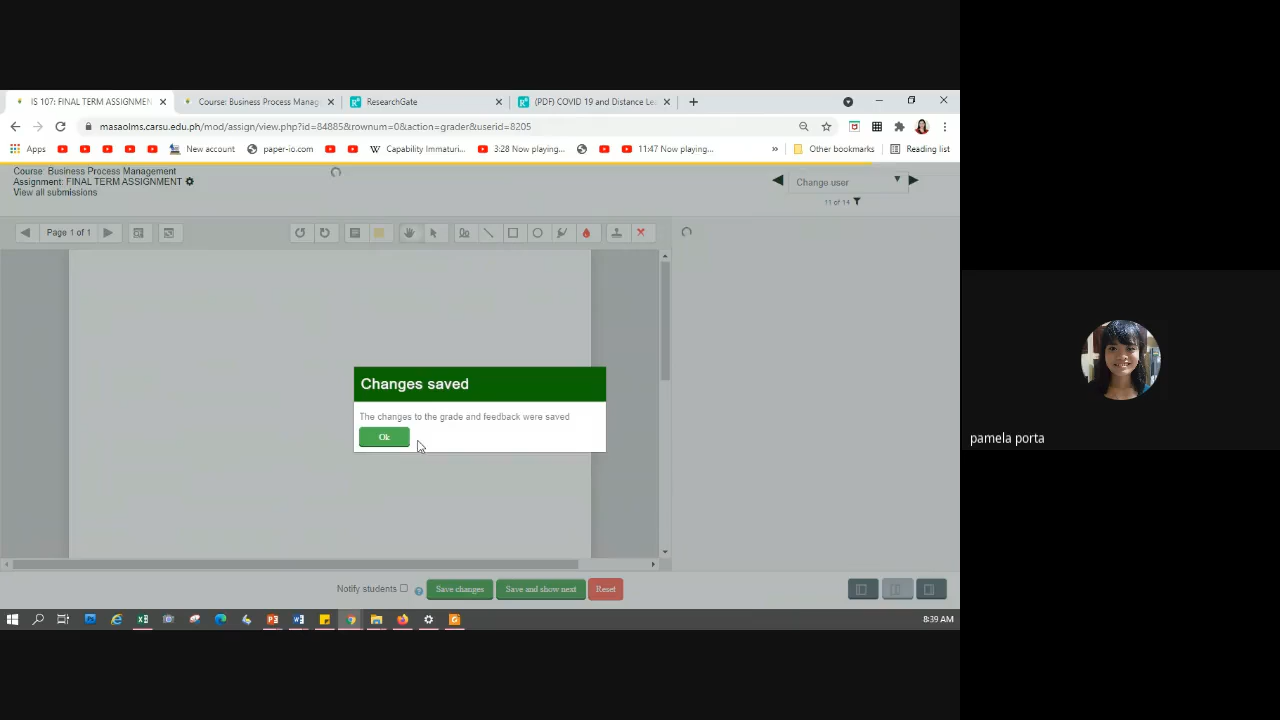 IS 107: FINAL TERM ASSIGNMEN
Course: Business Process Manag
ResearchGate
(PDF) COVID 19 and Distance Le
masaolms.carsu.edu.ph/mod/assign/view.php?id=84885&rownum=0&action=grader&userid=8205
Apps
New account
paper-io.com
Capability Immaturi...
3:28 Now playing...
11:47 Now playing...
»
Other bookmarks
Reading list
Course: Business Process Management
Assignment: FINAL TERM ASSIGNMENT
View all submissions
Change user
11 of 14
Page 1 of 1
Changes saved
The changes to the grade and feedback were saved
Ok
pamela porta
Notify students
Save changes
Save and show next
Reset
8:39 AM